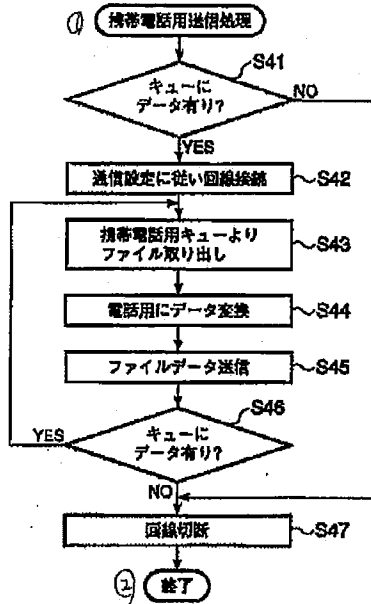 ① 携帯電話用送信処理
S41
キューに
データ有り?
NO
YES
送信設定に従い回線接続
S42
携帯電話用キューより
ファイル取り出し
S43
電話用にデータ変換
S44
ファイルデータ送信
S45
S46
キューに
データ有り?
YES
NO
回線切断
S47
② 終了